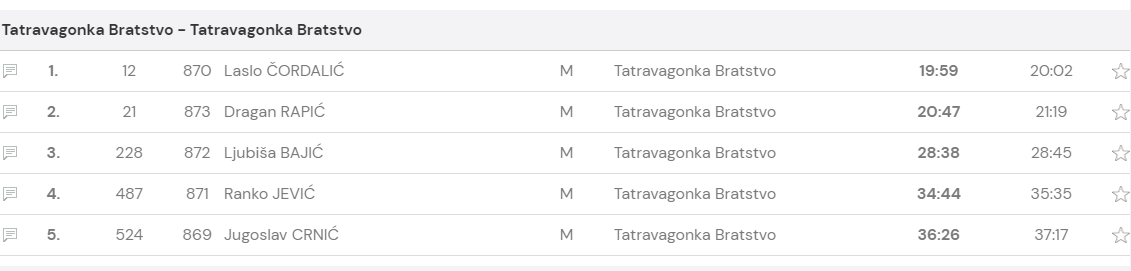 Tatravagonka Bratstvo - Tatravagonka Bratstvo
1. 12 870 Laslo ČORDALIĆ M Tatravagonka Bratstvo 19:59 20:02
2. 21 873 Dragan RAPIĆ M Tatravagonka Bratstvo 20:47 21:19
3. 228 872 Ljubiša BAJIĆ M Tatravagonka Bratstvo 28:38 28:45
4. 487 871 Ranko JEVIĆ M Tatravagonka Bratstvo 34:44 35:35
5. 524 869 Jugoslav CRNIĆ M Tatravagonka Bratstvo 36:26 37:17